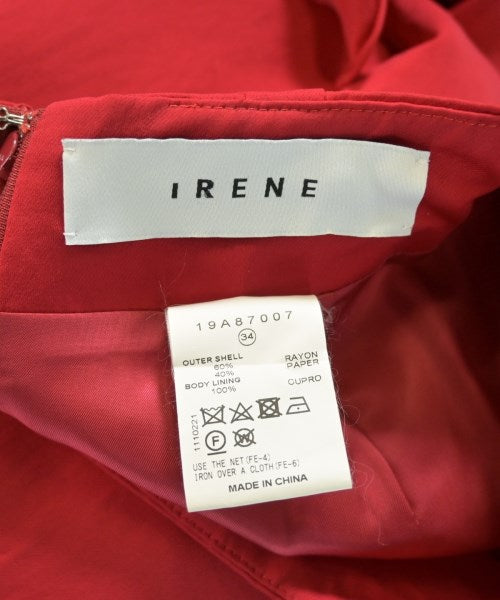 IRENE
19A87007
34
OUTER SHELL
60% RAYON
40% PAPER
BODY LINING
100% CUPRO
1110221
F W
USE THE NET(FE-4)
IRON OVER A CLOTH(FE-6)
MADE IN CHINA